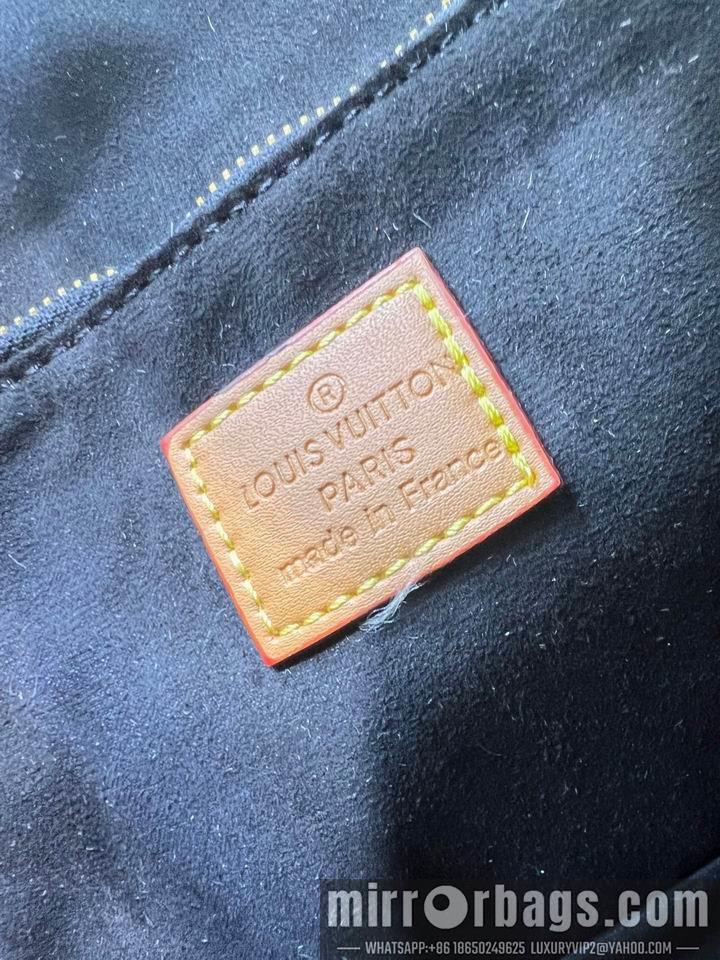 ®
LOUIS VUITTON
PARIS
made in France
mirrorbags.com
WHATSAPP:+86 18650249625 LUXURYVIP2@YAHOO.COM